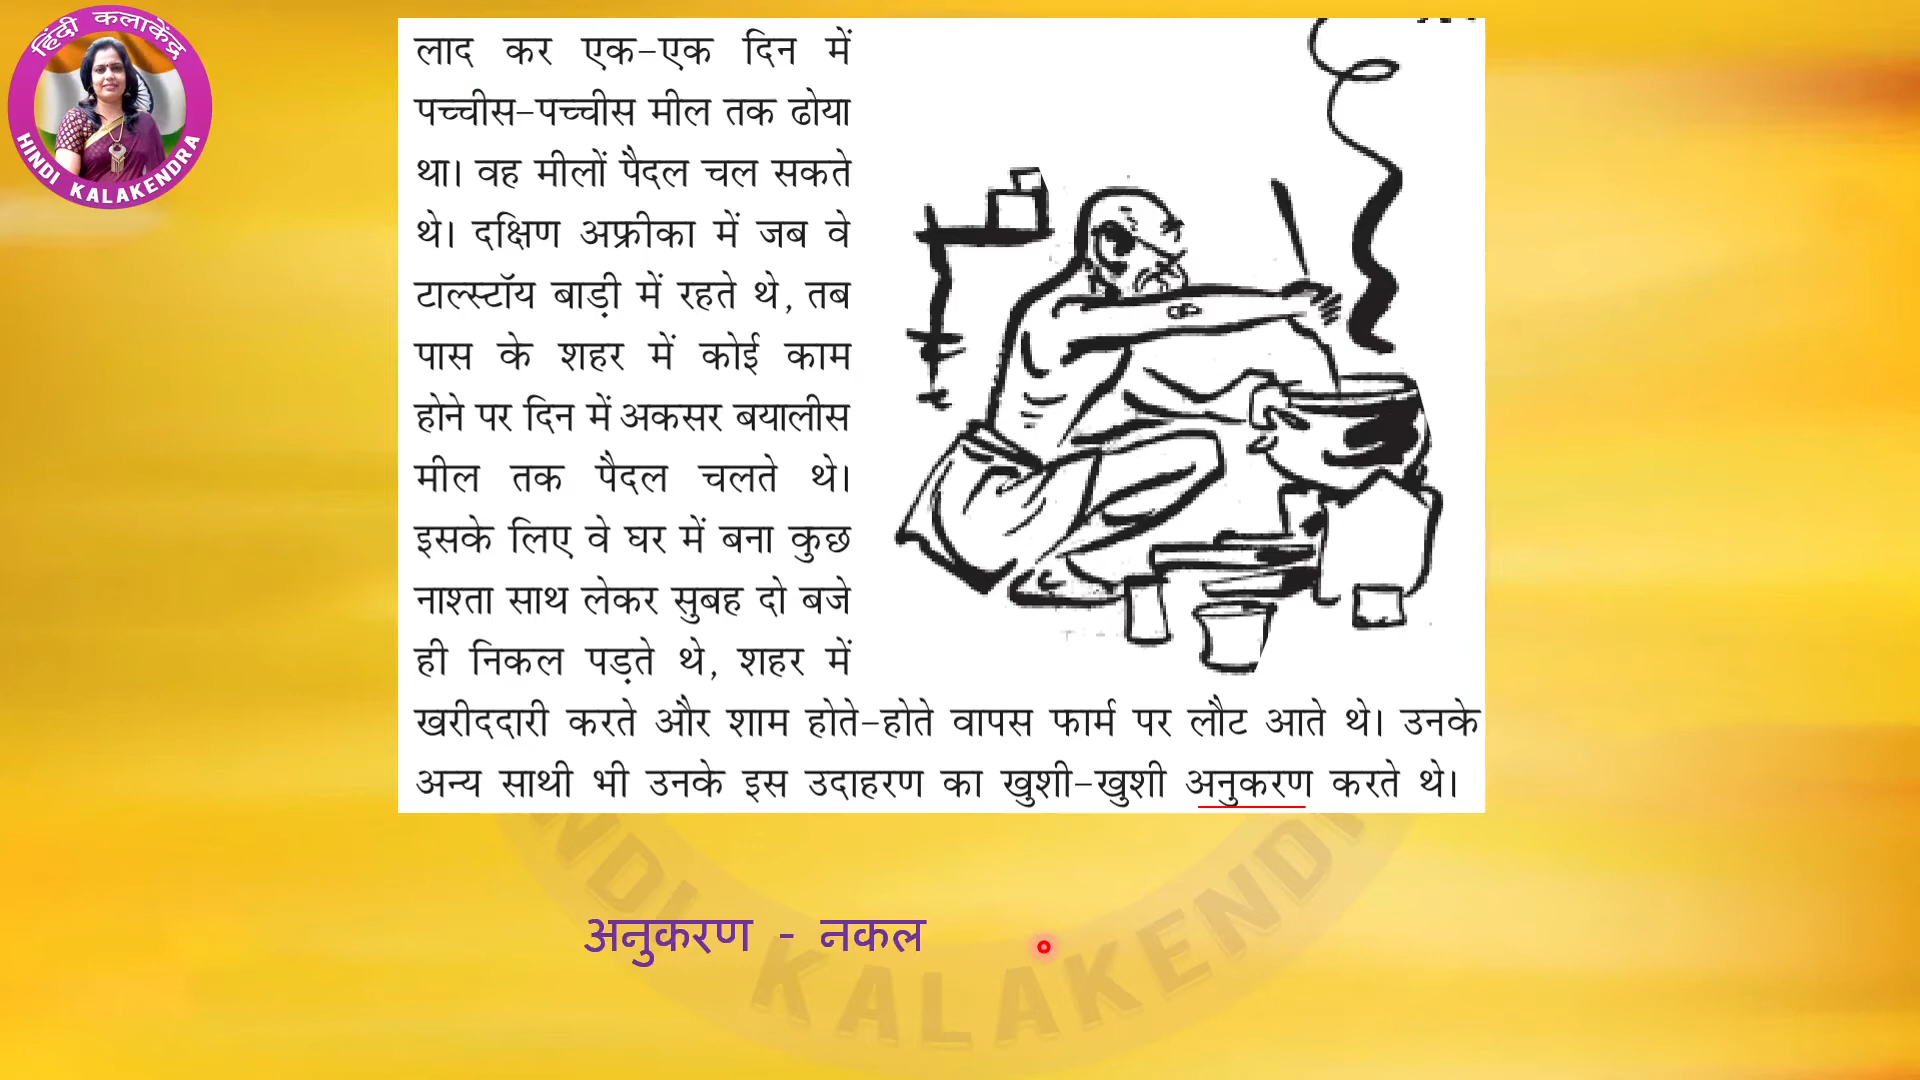 हिंदी कलाकेंद्र
HINDI KALAKENDRA
लाद कर एक-एक दिन में
पच्चीस-पच्चीस मील तक ढोया
था। वह मीलों पैदल चल सकते
थे। दक्षिण अफ्रीका में जब वे
टाल्स्टॉय बाड़ी में रहते थे, तब
पास के शहर में कोई काम
होने पर दिन में अकसर बयालीस
मील तक पैदल चलते थे।
इसके लिए वे घर में बना कुछ
नाश्ता साथ लेकर सुबह दो बजे
ही निकल पड़ते थे, शहर में
खरीददारी करते और शाम होते-होते वापस फार्म पर लौट आते थे। उनके
अन्य साथी भी उनके इस उदाहरण का खुशी-खुशी अनुकरण करते थे।
अनुकरण - नकल